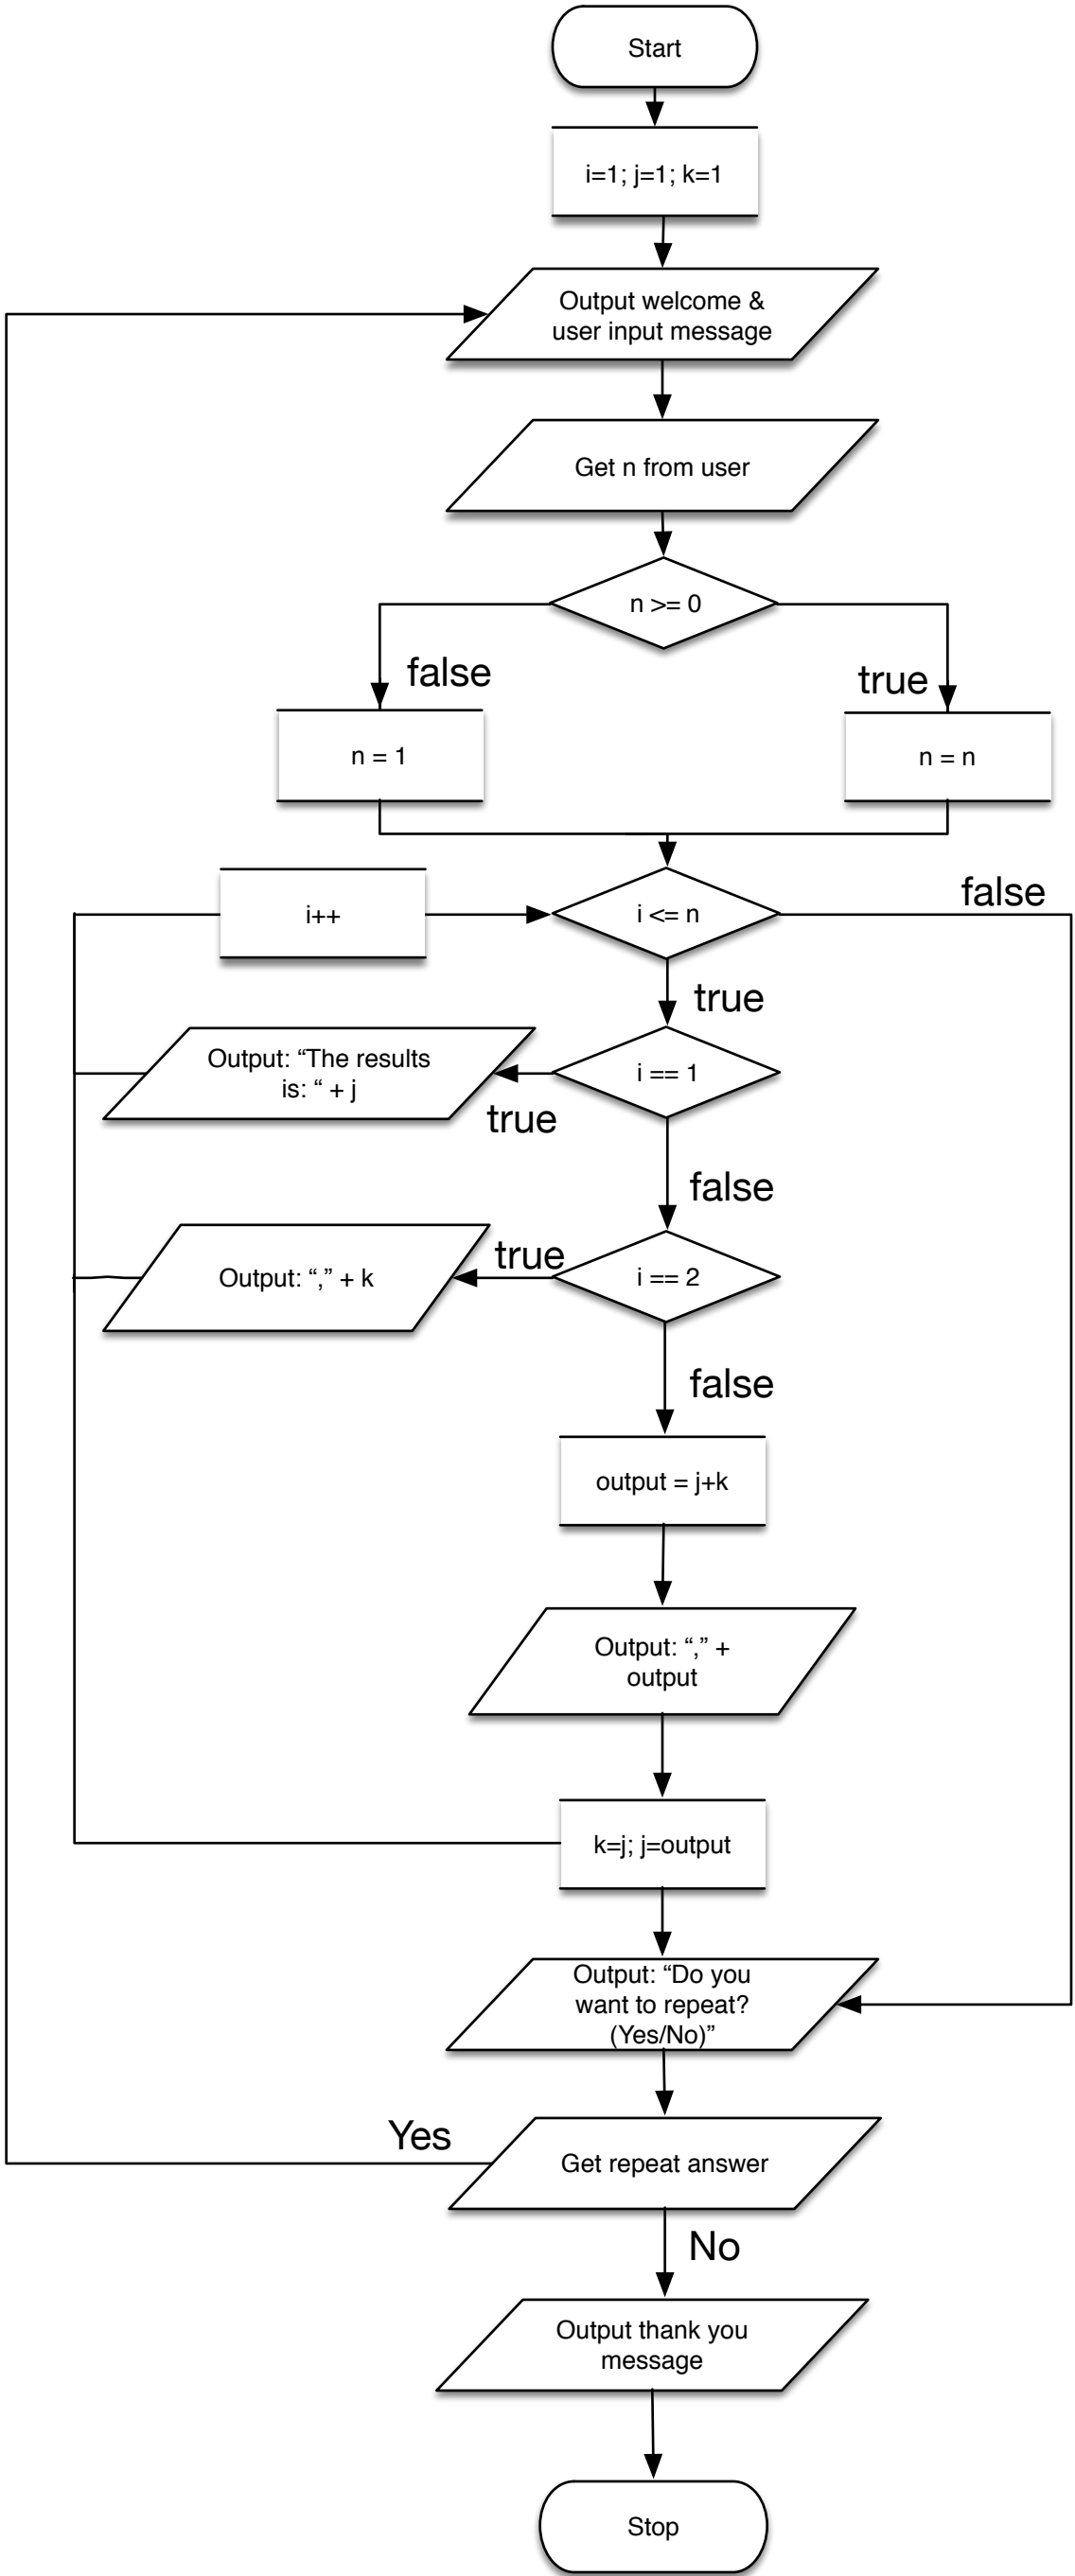 Start
i=1; j=1; k=1
Output welcome &
user input message
Get n from user
n >= 0
false
true
n = 1
n = n
i++
i <= n
false
true
Output: “The results
is: “ + j
i == 1
true
false
Output: “,” + k
true
i == 2
false
output = j+k
Output: “,” +
output
k=j; j=output
Output: “Do you
want to repeat?
(Yes/No)”
Yes
Get repeat answer
No
Output thank you
message
Stop